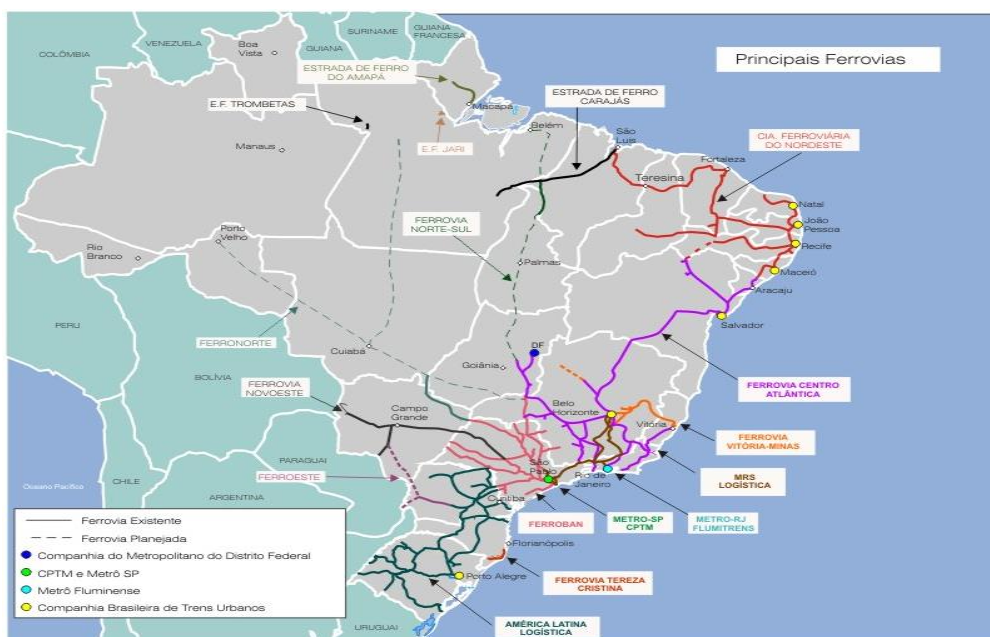 Principais Ferrovias
COLÔMBIA
VENEZUELA
GUIANA
SURINAME
GUIANA
FRANCESA
Boa
Vista
ESTRADA DE FERRO
DO AMAPÁ
E.F. TROMBETAS
Macapá
E.F. JARI
Manaus
Belém
ESTRADA DE FERRO
CARAJÁS
São
Luís
Teresina
Fortaleza
CIA. FERROVIÁRIA
DO NOROESTE
Natal
João
Pessoa
Recife
Maceió
Aracaju
Salvador
FERROVIA
NORTE-SUL
Palmas
Porto
Velho
Rio
Branco
PERU
FERRONORTE
Cuiabá
BOLÍVIA
Goiânia
DF
FERROVIA CENTRO
ATLÂNTICA
FERROVIA
NOVOESTE
Campo
Grande
Belo
Horizonte
Vitória
FERROVIA
VITÓRIA-MINAS
MRS
LOGÍSTICA
PARAGUAI
FERROESTE
São
Paulo
Rio de
Janeiro
CHILE
Oceano Pacífico
ARGENTINA
Curitiba
FERROBAN
METRO-SP
CPTM
METRO-RJ
FLUMITRENS
Florianópolis
FERROVIA TEREZA
CRISTINA
Porto Alegre
AMÉRICA LATINA
LOGÍSTICA
URUGUAI
Ferrovia Existente
Ferrovia Planejada
Companhia do Metropolitano do Distrito Federal
CPTM e Metrô SP
Metrô Fluminense
Companhia Brasileira de Trens Urbanos